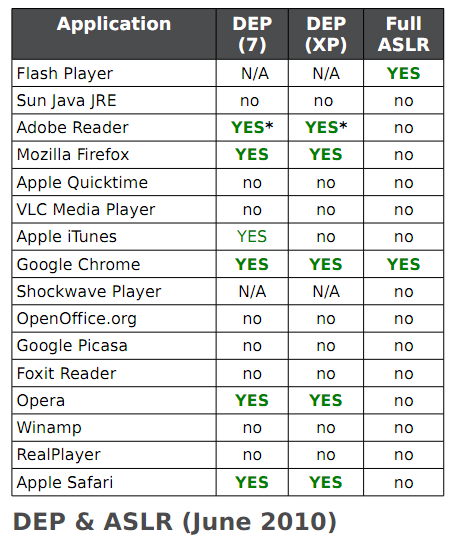 Application DEP (7) DEP (XP) Full ASLR
Flash Player N/A N/A YES
Sun Java JRE no no no
Adobe Reader YES* YES* no
Mozilla Firefox YES YES no
Apple Quicktime no no no
VLC Media Player no no no
Apple iTunes YES no no
Google Chrome YES YES YES
Shockwave Player N/A N/A no
OpenOffice.org no no no
Google Picasa no no no
Foxit Reader no no no
Opera YES YES no
Winamp no no no
RealPlayer no no no
Apple Safari YES YES no
DEP & ASLR (June 2010)